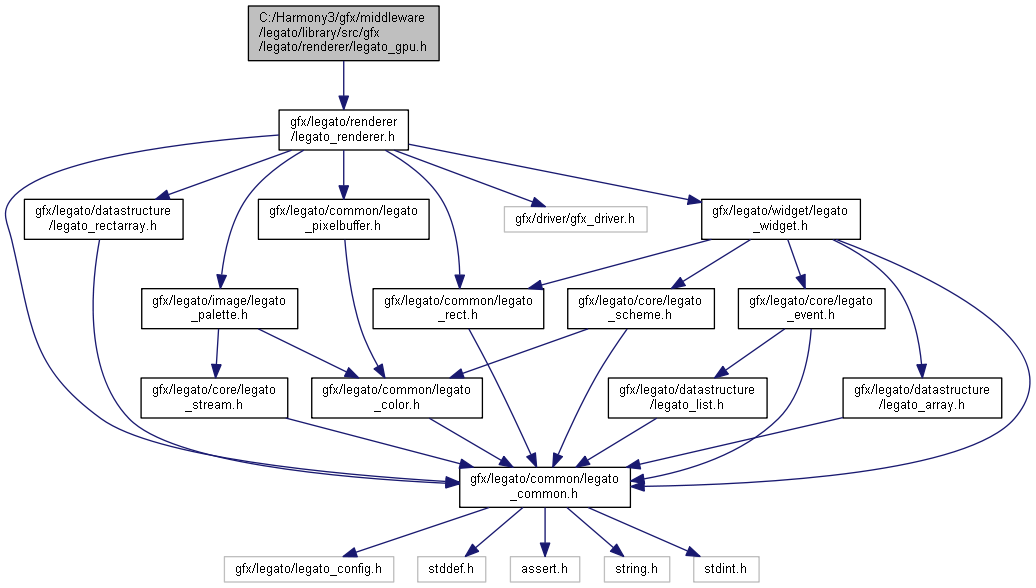 C:/Harmony3/gfx/middleware
/legato/library/src/gfx
/legato/renderer/legato_gpu.h
gfx/legato/renderer
/legato_renderer.h
gfx/legato/datastructure
/legato_rectarray.h
gfx/legato/common/legato
_pixelbuffer.h
gfx/driver/gfx_driver.h
gfx/legato/widget/legato
_widget.h
gfx/legato/image/legato
_palette.h
gfx/legato/common/legato
_rect.h
gfx/legato/core/legato
_scheme.h
gfx/legato/core/legato
_event.h
gfx/legato/core/legato
_stream.h
gfx/legato/common/legato
_color.h
gfx/legato/datastructure
/legato_list.h
gfx/legato/datastructure
/legato_array.h
gfx/legato/common/legato
_common.h
gfx/legato/legato_config.h
stddef.h
assert.h
string.h
stdint.h